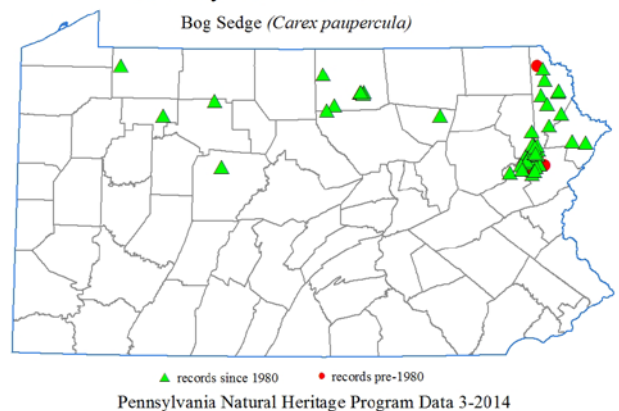 Bog Sedge (Carex paupercula)
records since 1980 records pre-1980
Pennsylvania Natural Heritage Program Data 3-2014